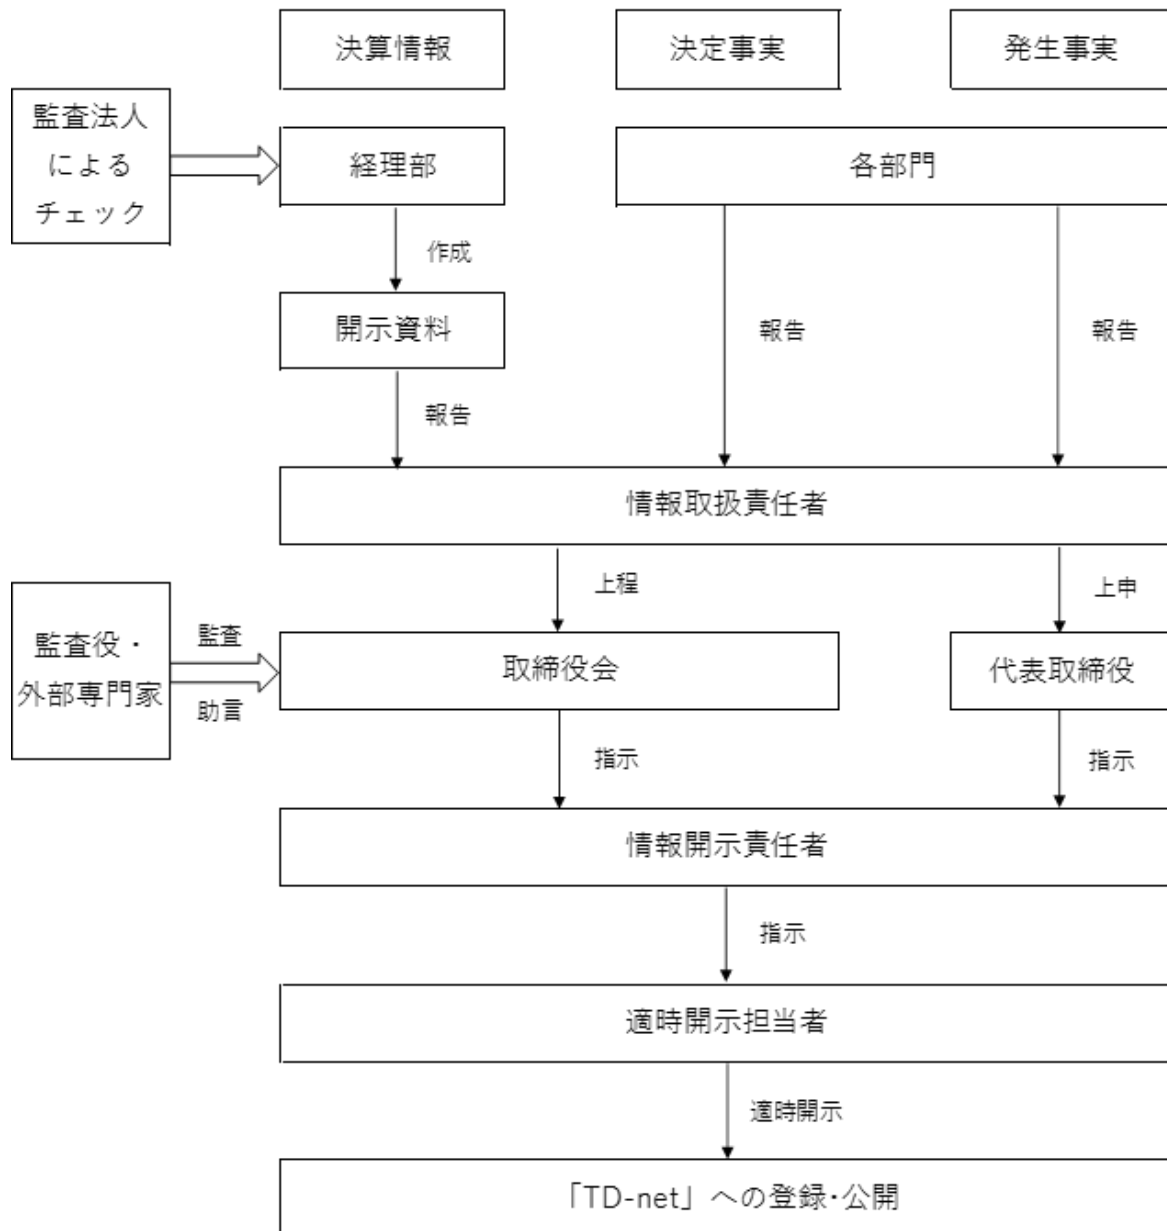 決算情報
決定事実
発生事実
監査法人
による
チェック
経理部
各部門
作成
開示資料
報告
報告
報告
情報取扱責任者
上程
上申
監査役・
外部専門家
監査
助言
取締役会
代表取締役
指示
指示
情報開示責任者
指示
適時開示担当者
適時開示
「TD-net」への登録・公開